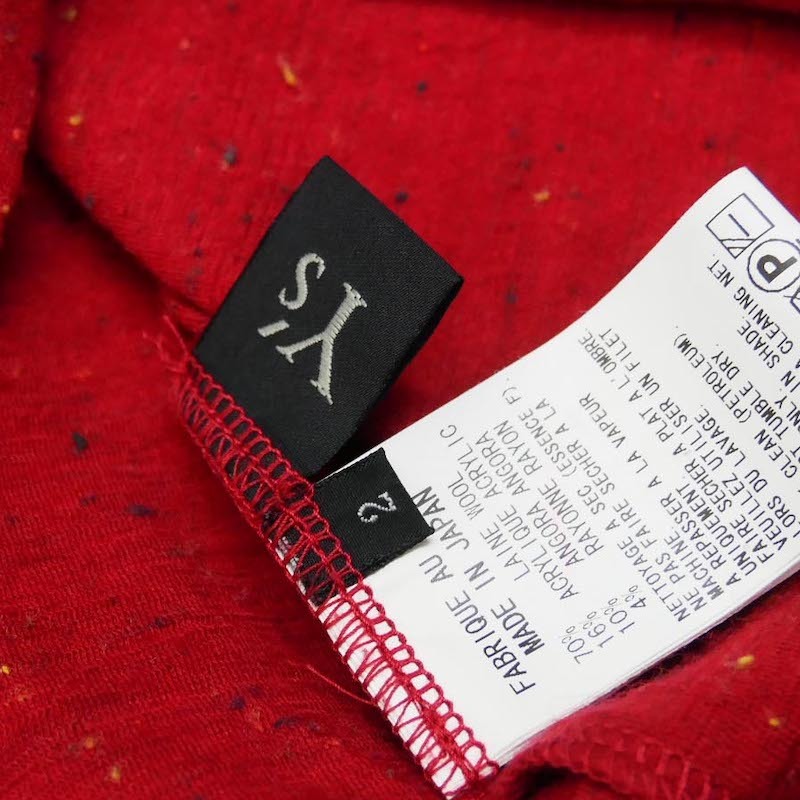 Y's
2
FABRIQUE AU JAPAN
MADE IN JAPAN
70% LAINE WOOL
16% ACRYLIQUE ACRYLIC
10% ANGORA ANGORA
4% RAYONNE RAYON
NETTOYAGE A SEC (ESSENCE F).
NE PAS FAIRE SECHER A LA
MACHINE.
A REPASSER A LA VAPEUR
UNIQUEMENT.
FAIRE SECHER A PLAT A L'OMBRE.
VEUILLEZ UTILISER UN FILET
LORS DU LAVAGE.
CLEAN (PETROLEUM).
TUMBLE DRY.
ONLY
IN SHADE.
A CLEANING NET.
P